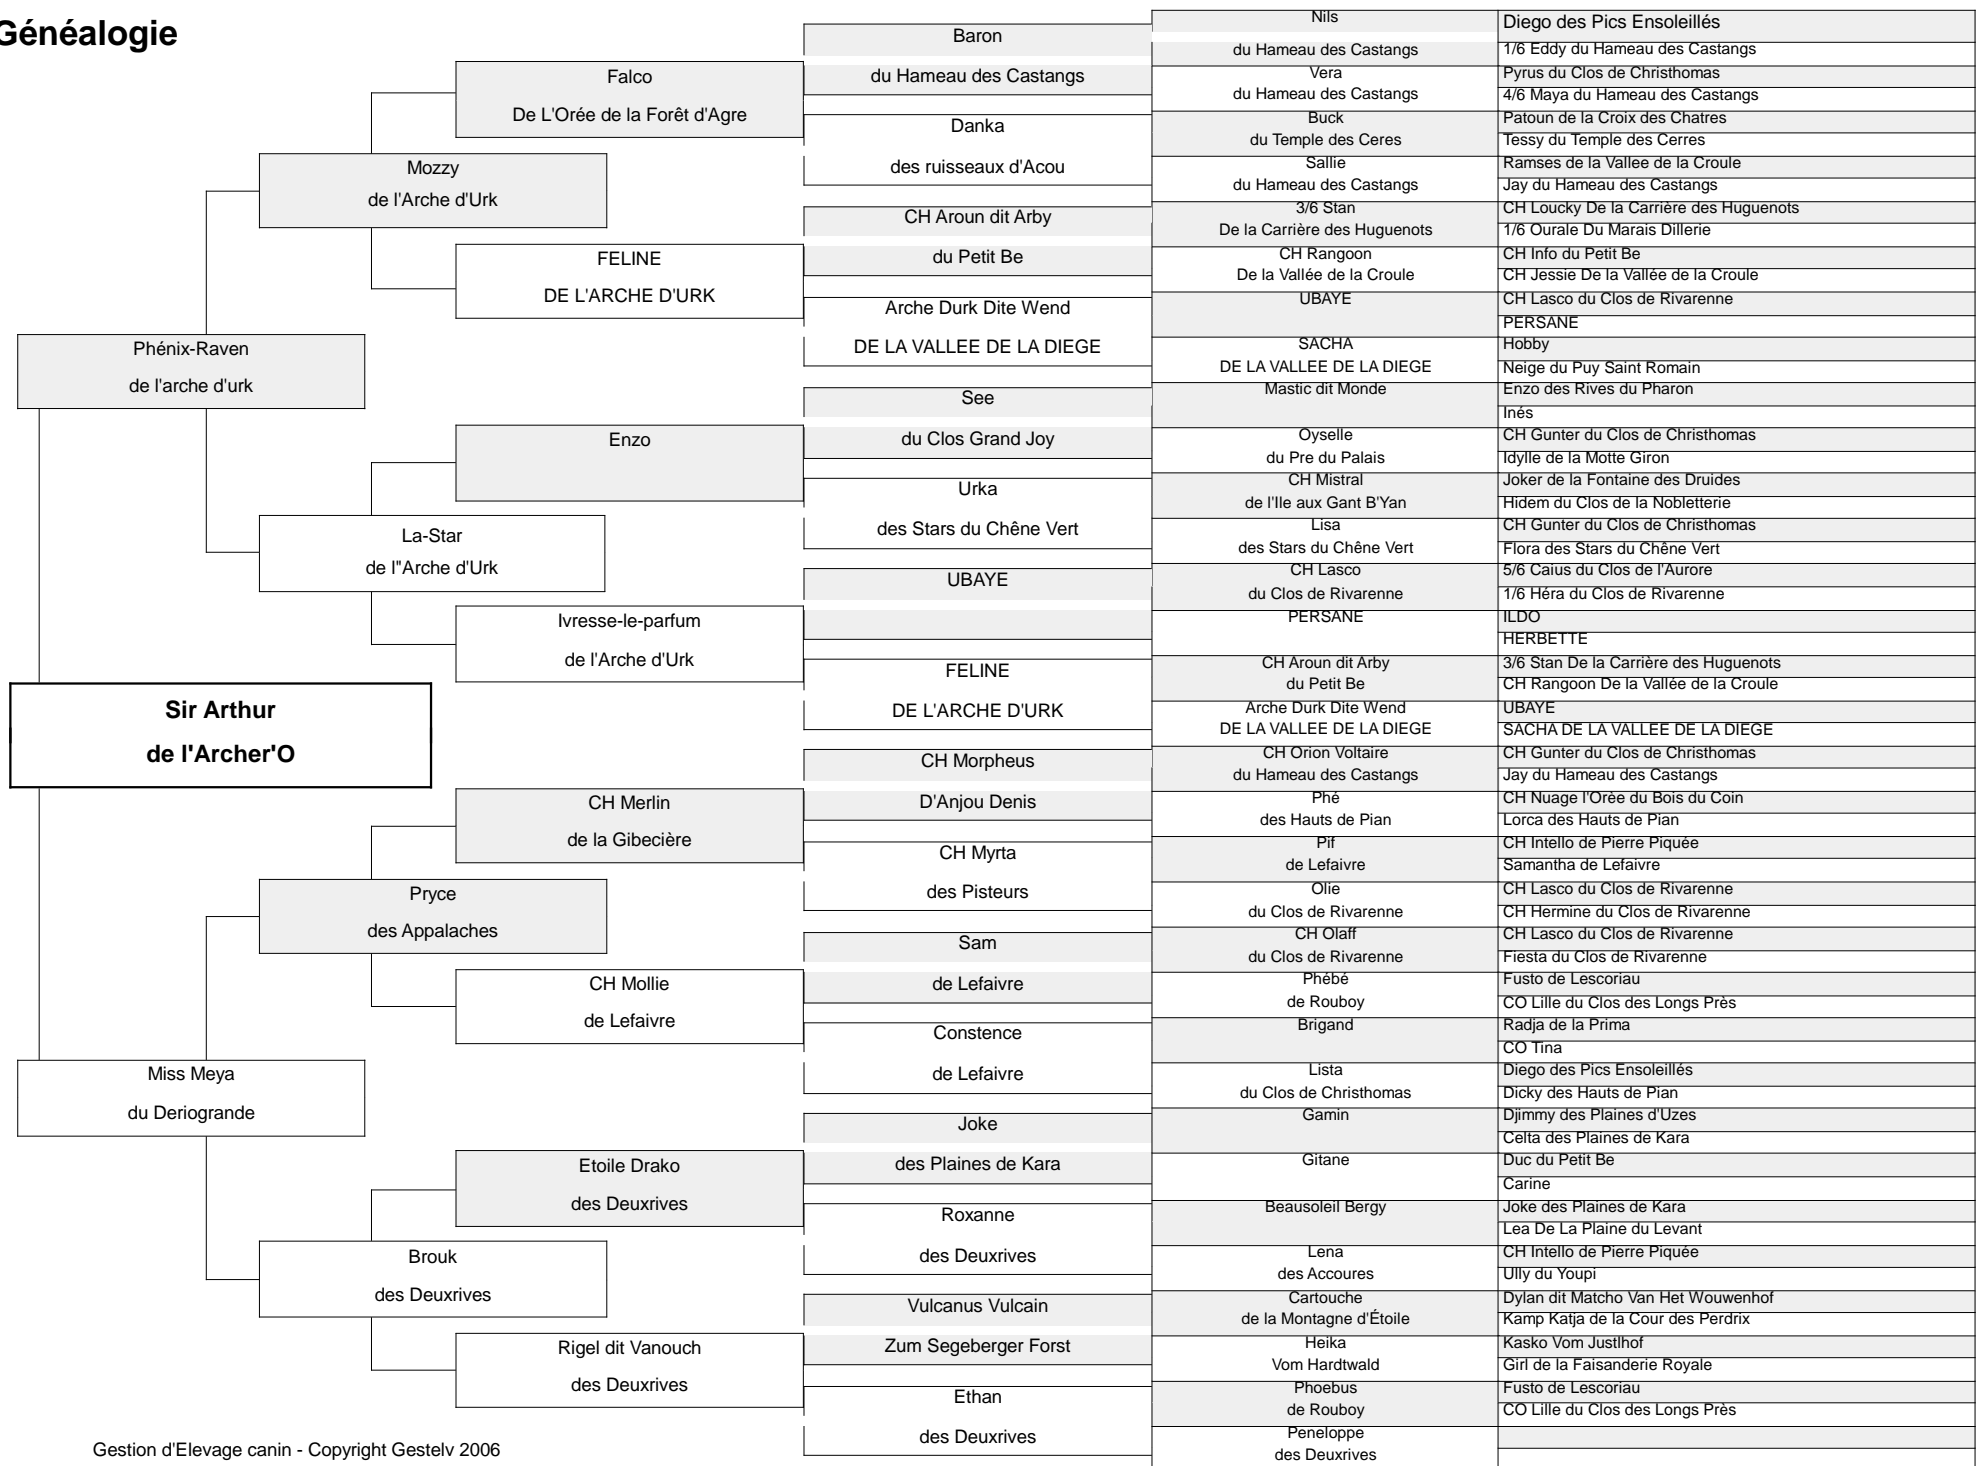 Généalogie
Sir Arthur
de l'Archer'O
Phénix-Raven
de l'arche d'urk
Miss Meya
du Deriogrande
Mozzy
de l'Arche d'Urk
La-Star
de l''Arche d'Urk
Pryce
des Appalaches
Brouk
des Deuxrives
Falco
De L'Orée de la Forêt d'Agre
FELINE
DE L'ARCHE D'URK
Enzo
Ivresse-le-parfum
de l'Arche d'Urk
CH Merlin
de la Gibecière
CH Mollie
de Lefaivre
Etoile Drako
des Deuxrives
Rigel dit Vanouch
des Deuxrives
Baron
du Hameau des Castangs
Danka
des ruisseaux d'Acou
CH Aroun dit Arby
du Petit Be
Arche Durk Dite Wend
DE LA VALLEE DE LA DIEGE
See
du Clos Grand Joy
Urka
des Stars du Chêne Vert
UBAYE
FELINE
DE L'ARCHE D'URK
CH Morpheus
D'Anjou Denis
CH Myrta
des Pisteurs
Sam
de Lefaivre
Constence
de Lefaivre
Joke
des Plaines de Kara
Roxanne
des Deuxrives
Vulcanus Vulcain
Zum Segeberger Forst
Ethan
des Deuxrives
Nils
du Hameau des Castangs
Vera
du Hameau des Castangs
Buck
du Temple des Ceres
Sallie
du Hameau des Castangs
3/6 Stan
De la Carrière des Huguenots
CH Rangoon
De la Vallée de la Croule
UBAYE
SACHA
DE LA VALLEE DE LA DIEGE
Mastic dit Monde
Oyselle
du Pre du Palais
CH Mistral
de l'Ile aux Gant B'Yan
Lisa
des Stars du Chêne Vert
CH Lasco
du Clos de Rivarenne
PERSANE
CH Aroun dit Arby
du Petit Be
Arche Durk Dite Wend
DE LA VALLEE DE LA DIEGE
CH Orion Voltaire
du Hameau des Castangs
Phé
des Hauts de Pian
Pif
de Lefaivre
Olie
du Clos de Rivarenne
CH Olaff
du Clos de Rivarenne
Phébé
de Rouboy
Brigand
Lista
du Clos de Christhomas
Gamin
Gitane
Beausoleil Bergy
Lena
des Accoures
Cartouche
de la Montagne d'Étoile
Heika
Vom Hardtwald
Phoebus
de Rouboy
Peneloppe
des Deuxrives
Diego des Pics Ensoleillés
1/6 Eddy du Hameau des Castangs
Pyrus du Clos de Christhomas
4/6 Maya du Hameau des Castangs
Patoun de la Croix des Chatres
Tessy du Temple des Cerres
Ramses de la Vallee de la Croule
Jay du Hameau des Castangs
CH Loucky De la Carrière des Huguenots
1/6 Ourale Du Marais Dillerie
CH Info du Petit Be
CH Jessie De la Vallée de la Croule
CH Lasco du Clos de Rivarenne
PERSANE
Hobby
Neige du Puy Saint Romain
Enzo des Rives du Pharon
Inés
CH Gunter du Clos de Christhomas
Idylle de la Motte Giron
Joker de la Fontaine des Druides
Hidem du Clos de la Nobletterie
CH Gunter du Clos de Christhomas
Flora des Stars du Chêne Vert
5/6 Caius du Clos de l'Aurore
1/6 Héra du Clos de Rivarenne
ILDO
HERBETTE
3/6 Stan De la Carrière des Huguenots
CH Rangoon De la Vallée de la Croule
UBAYE
SACHA DE LA VALLEE DE LA DIEGE
CH Gunter du Clos de Christhomas
Jay du Hameau des Castangs
CH Nuage l'Orèe du Bois du Coin
Lorca des Hauts de Pian
CH Intello de Pierre Piquée
Samantha de Lefaivre
CH Lasco du Clos de Rivarenne
CH Hermine du Clos de Rivarenne
CH Lasco du Clos de Rivarenne
Fiesta du Clos de Rivarenne
Fusto de Lescoriau
CO Lille du Clos des Longs Près
Radja de la Prima
CO Tina
Diego des Pics Ensoleillés
Dicky des Hauts de Pian
Djimmy des Plaines d'Uzes
Celta des Plaines de Kara
Duc du Petit Be
Carine
Joke des Plaines de Kara
Lea De La Plaine du Levant
CH Intello de Pierre Piquée
Ully du Youpi
Dylan dit Matcho Van Het Wouwenhof
Kamp Katja de la Cour des Perdrix
Kasko Vom Justlhof
Girl de la Faisanderie Royale
Fusto de Lescoriau
CO Lille du Clos des Longs Près
Gestion d'Elevage canin - Copyright Gestelv 2006